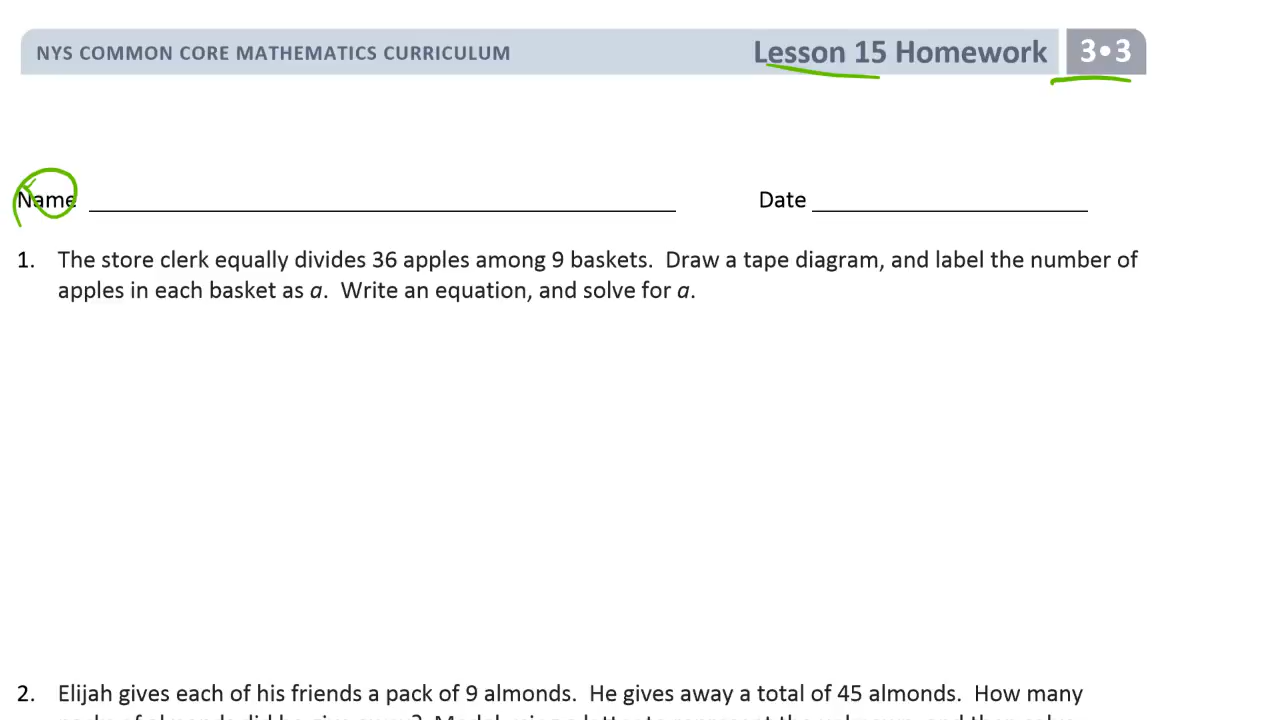 NYS COMMON CORE MATHEMATICS CURRICULUM Lesson 15 Homework 3•3
Name Date
1. The store clerk equally divides 36 apples among 9 baskets. Draw a tape diagram, and label the number of
apples in each basket as a. Write an equation, and solve for a.
2. Elijah gives each of his friends a pack of 9 almonds. He gives away a total of 45 almonds. How many